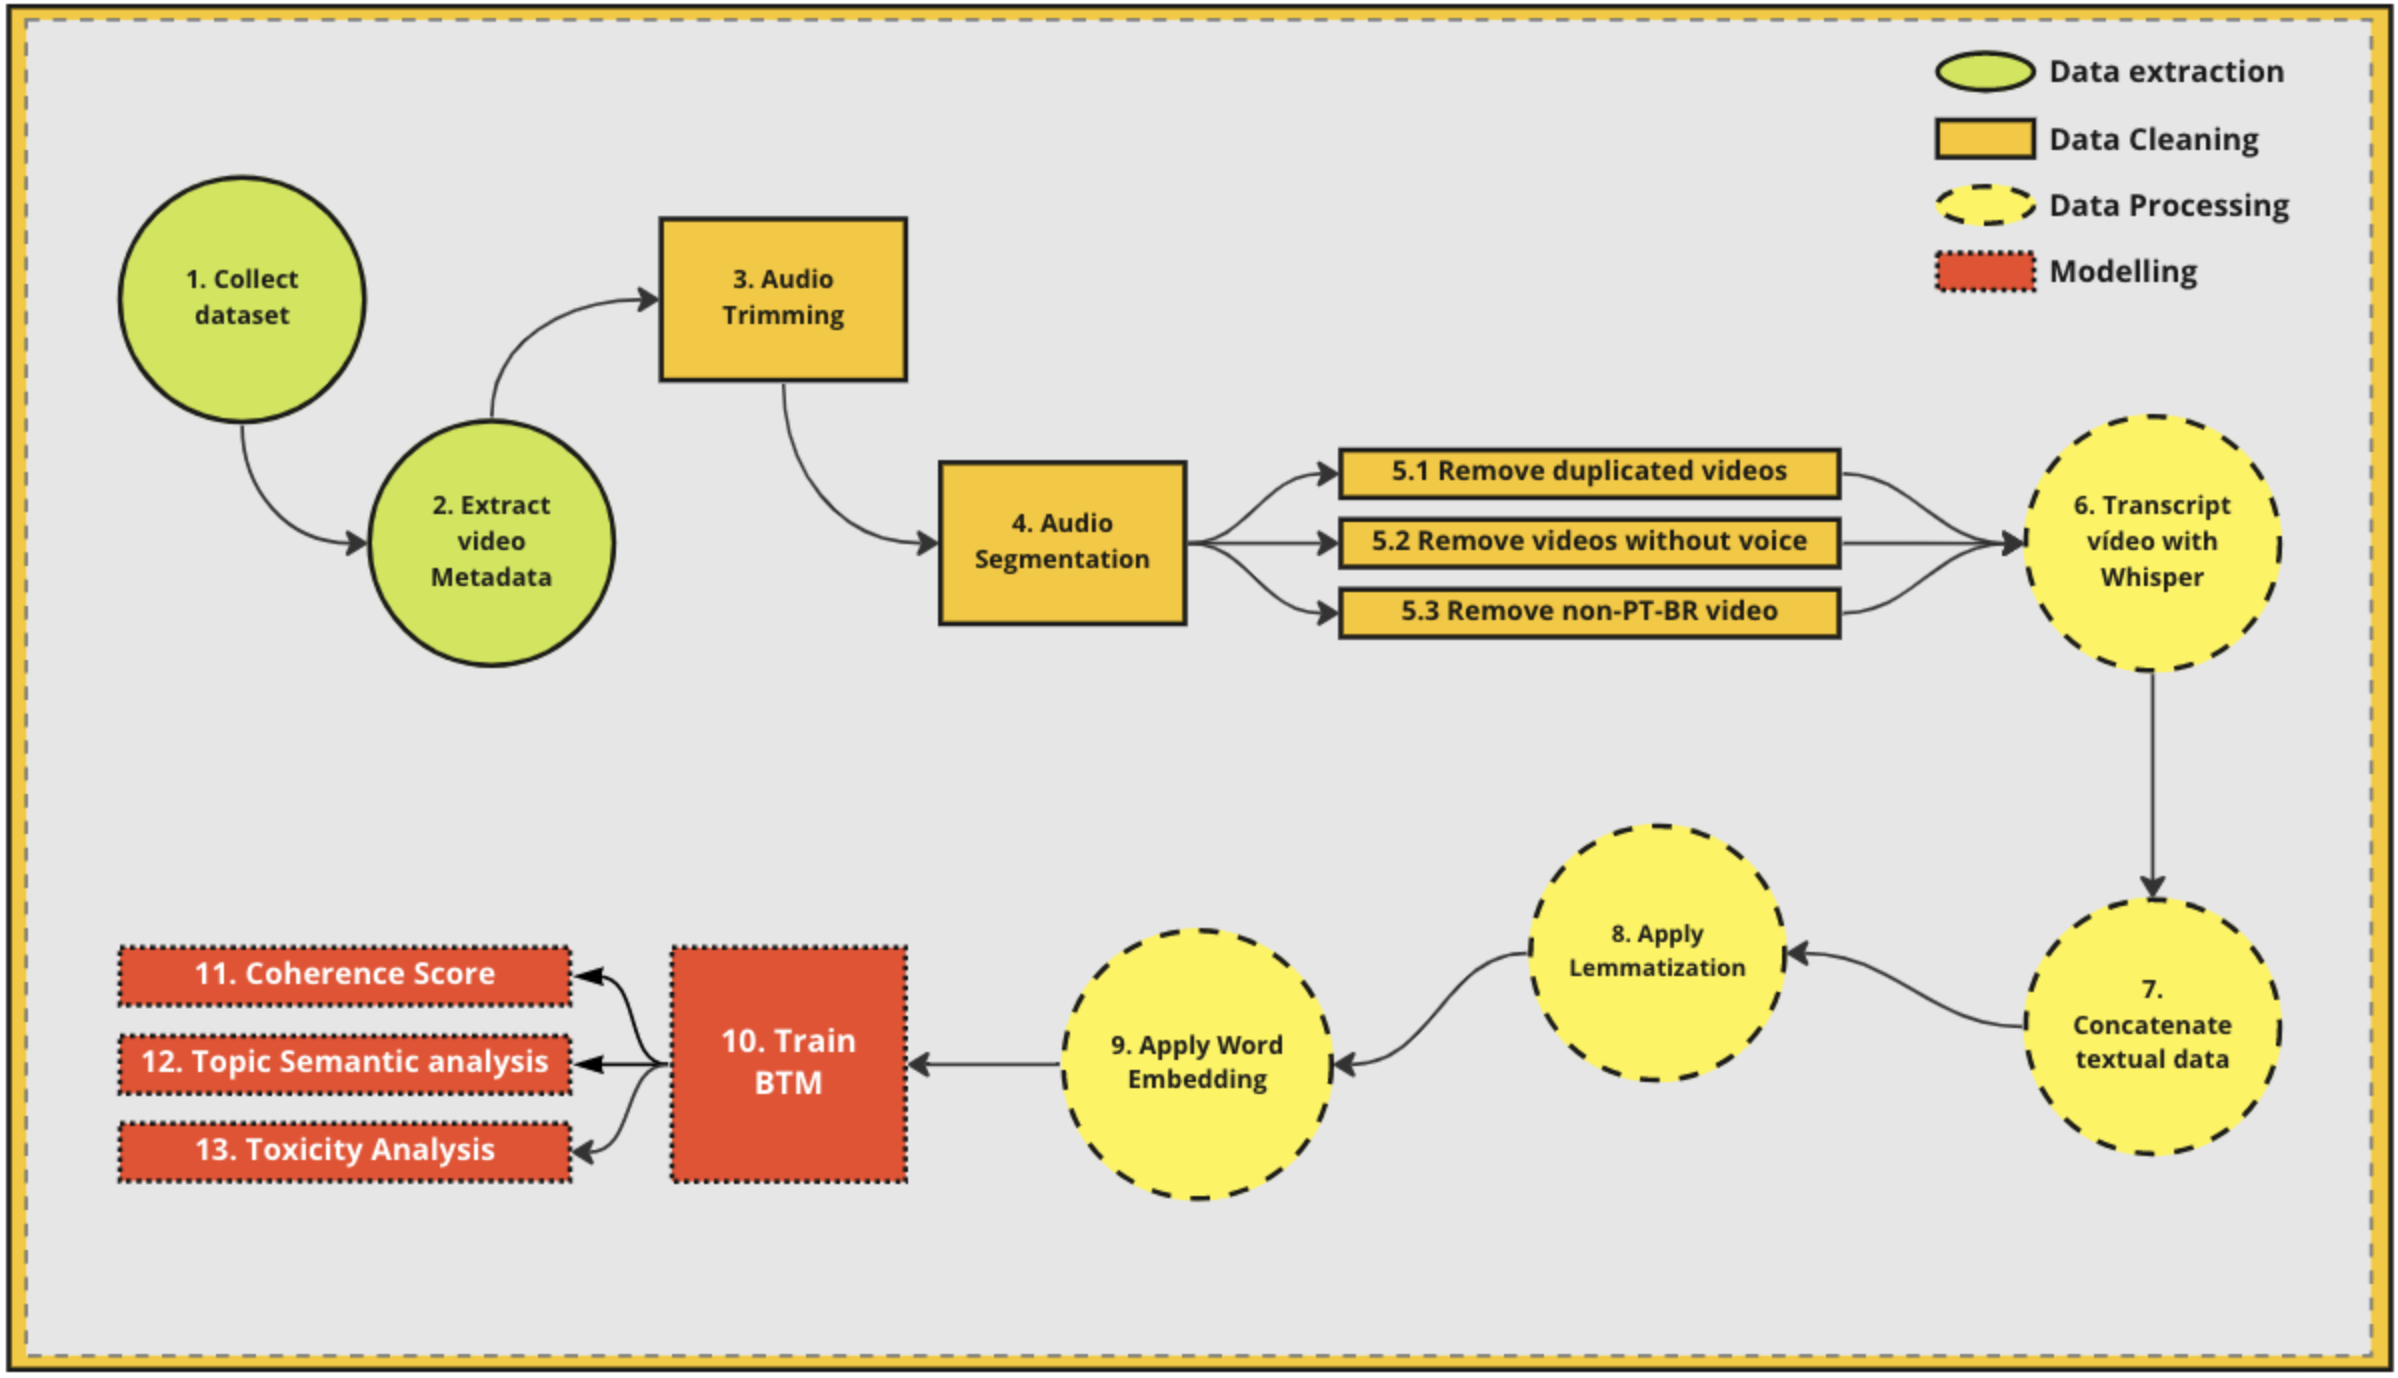 Data extraction
Data Cleaning
Data Processing
Modelling
1. Collect
dataset
2. Extract
video
Metadata
3. Audio
Trimming
4. Audio
Segmentation
5.1 Remove duplicated videos
5.2 Remove videos without voice
5.3 Remove non-PT-BR video
6. Transcript
vídeo with
Whisper
7.
Concatenate
textual data
8. Apply
Lemmatization
9. Apply Word
Embedding
10. Train
BTM
11. Coherence Score
12. Topic Semantic analysis
13. Toxicity Analysis